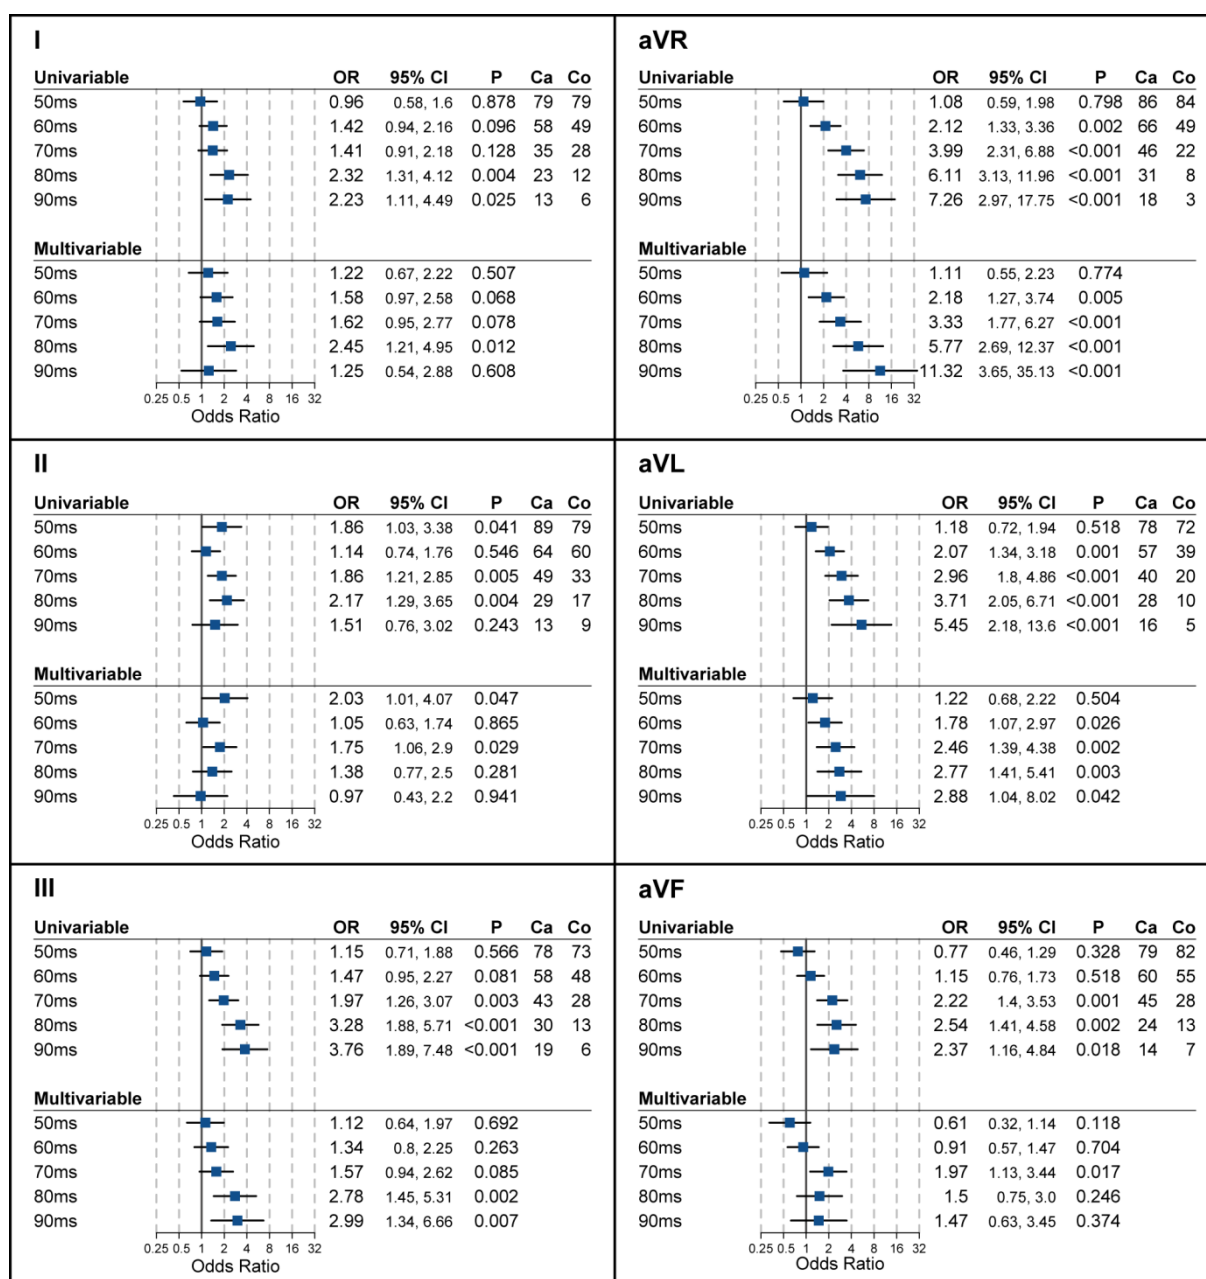 I
Univariable OR 95% CI P Ca Co
50ms 0.96 0.58, 1.6 0.878 79 79
60ms 1.42 0.94, 2.16 0.096 58 49
70ms 1.41 0.91, 2.18 0.128 35 28
80ms 2.32 1.31, 4.12 0.004 23 12
90ms 2.23 1.11, 4.49 0.025 13 6
Multivariable
50ms 1.22 0.67, 2.22 0.507
60ms 1.58 0.97, 2.58 0.068
70ms 1.62 0.95, 2.77 0.078
80ms 2.45 1.21, 4.95 0.012
90ms 1.25 0.54, 2.88 0.608
0.25 0.5 1 2 4 8 16 32
Odds Ratio
aVR
Univariable OR 95% CI P Ca Co
50ms 1.08 0.59, 1.98 0.798 86 84
60ms 2.12 1.33, 3.36 0.002 66 49
70ms 3.99 2.31, 6.88 <0.001 46 22
80ms 6.11 3.13, 11.96 <0.001 31 8
90ms 7.26 2.97, 17.75 <0.001 18 3
Multivariable
50ms 1.11 0.55, 2.23 0.774
60ms 2.18 1.27, 3.74 0.005
70ms 3.33 1.77, 6.27 <0.001
80ms 5.77 2.69, 12.37 <0.001
90ms 11.32 3.65, 35.13 <0.001
0.25 0.5 1 2 4 8 16 32
Odds Ratio
II
Univariable OR 95% CI P Ca Co
50ms 1.86 1.03, 3.38 0.041 89 79
60ms 1.14 0.74, 1.76 0.546 64 60
70ms 1.86 1.21, 2.85 0.005 49 33
80ms 2.17 1.29, 3.65 0.004 29 17
90ms 1.51 0.76, 3.02 0.243 13 9
Multivariable
50ms 2.03 1.01, 4.07 0.047
60ms 1.05 0.63, 1.74 0.865
70ms 1.75 1.06, 2.9 0.029
80ms 1.38 0.77, 2.5 0.281
90ms 0.97 0.43, 2.2 0.941
0.25 0.5 1 2 4 8 16 32
Odds Ratio
aVL
Univariable OR 95% CI P Ca Co
50ms 1.18 0.72, 1.94 0.518 78 72
60ms 2.07 1.34, 3.18 0.001 57 39
70ms 2.96 1.8, 4.86 <0.001 40 20
80ms 3.71 2.05, 6.71 <0.001 28 10
90ms 5.45 2.18, 13.6 <0.001 16 5
Multivariable
50ms 1.22 0.68, 2.22 0.504
60ms 1.78 1.07, 2.97 0.026
70ms 2.46 1.39, 4.38 0.002
80ms 2.77 1.41, 5.41 0.003
90ms 2.88 1.04, 8.02 0.042
0.25 0.5 1 2 4 8 16 32
Odds Ratio
III
Univariable OR 95% CI P Ca Co
50ms 1.15 0.71, 1.88 0.566 78 73
60ms 1.47 0.95, 2.27 0.081 58 48
70ms 1.97 1.26, 3.07 0.003 43 28
80ms 3.28 1.88, 5.71 <0.001 30 13
90ms 3.76 1.89, 7.48 <0.001 19 6
Multivariable
50ms 1.12 0.64, 1.97 0.692
60ms 1.34 0.8, 2.25 0.263
70ms 1.57 0.94, 2.62 0.085
80ms 2.78 1.45, 5.31 0.002
90ms 2.99 1.34, 6.66 0.007
0.25 0.5 1 2 4 8 16 32
Odds Ratio
aVF
Univariable OR 95% CI P Ca Co
50ms 0.77 0.46, 1.29 0.328 79 82
60ms 1.15 0.76, 1.73 0.518 60 55
70ms 2.22 1.4, 3.53 0.001 45 28
80ms 2.54 1.41, 4.58 0.002 24 13
90ms 2.37 1.16, 4.84 0.018 14 7
Multivariable
50ms 0.61 0.32, 1.14 0.118
60ms 0.91 0.57, 1.47 0.704
70ms 1.97 1.13, 3.44 0.017
80ms 1.5 0.75, 3.0 0.246
90ms 1.47 0.63, 3.45 0.374
0.25 0.5 1 2 4 8 16 32
Odds Ratio